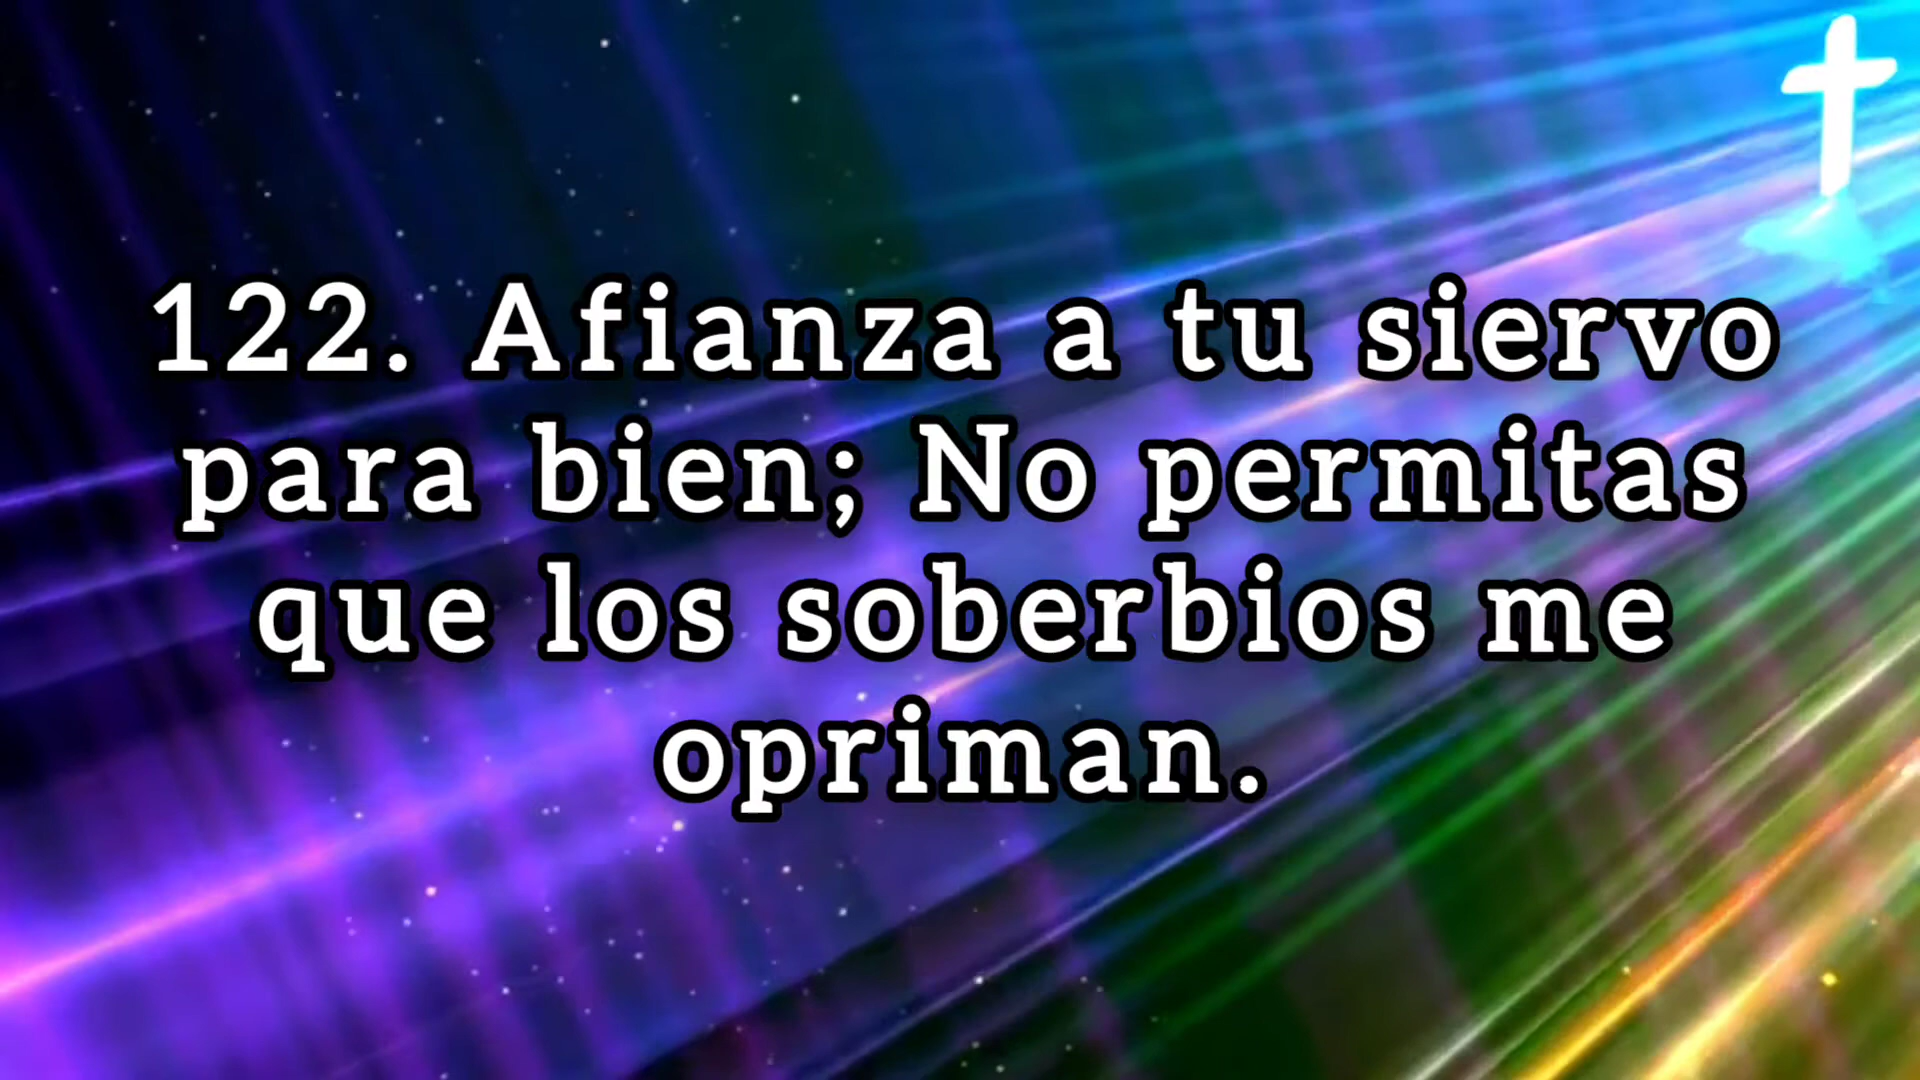 122. Afianza a tu siervo
para bien; No permitas
que los soberbios me
opriman.